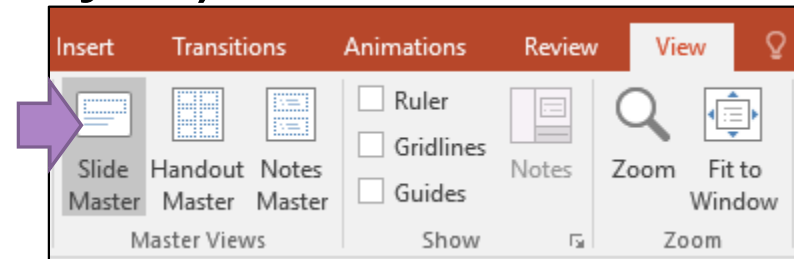 Insert Transitions Animations Review View
Slide Master
Handout Master
Notes Master
Ruler
Gridlines
Guides
Notes
Zoom
Fit to Window
Master Views Show Zoom